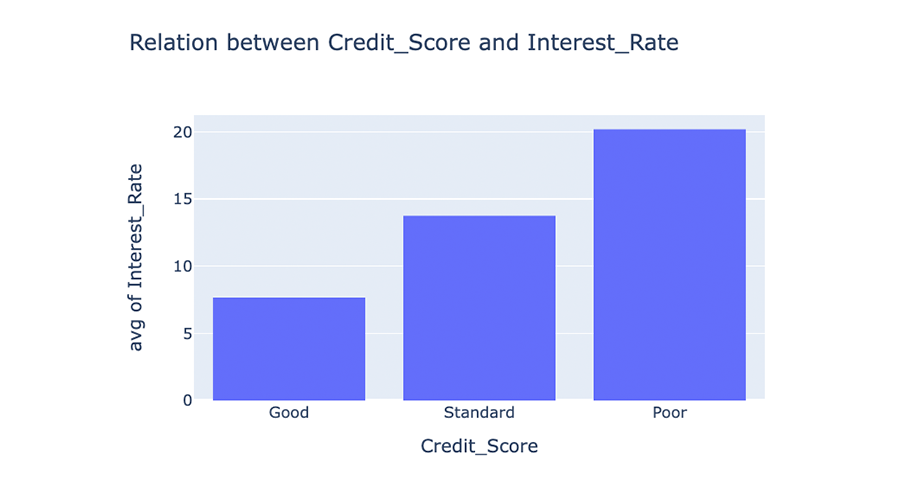 Relation between Credit_Score and Interest_Rate
avg of Interest_Rate
20
15
10
5
0
Good Standard Poor
Credit_Score